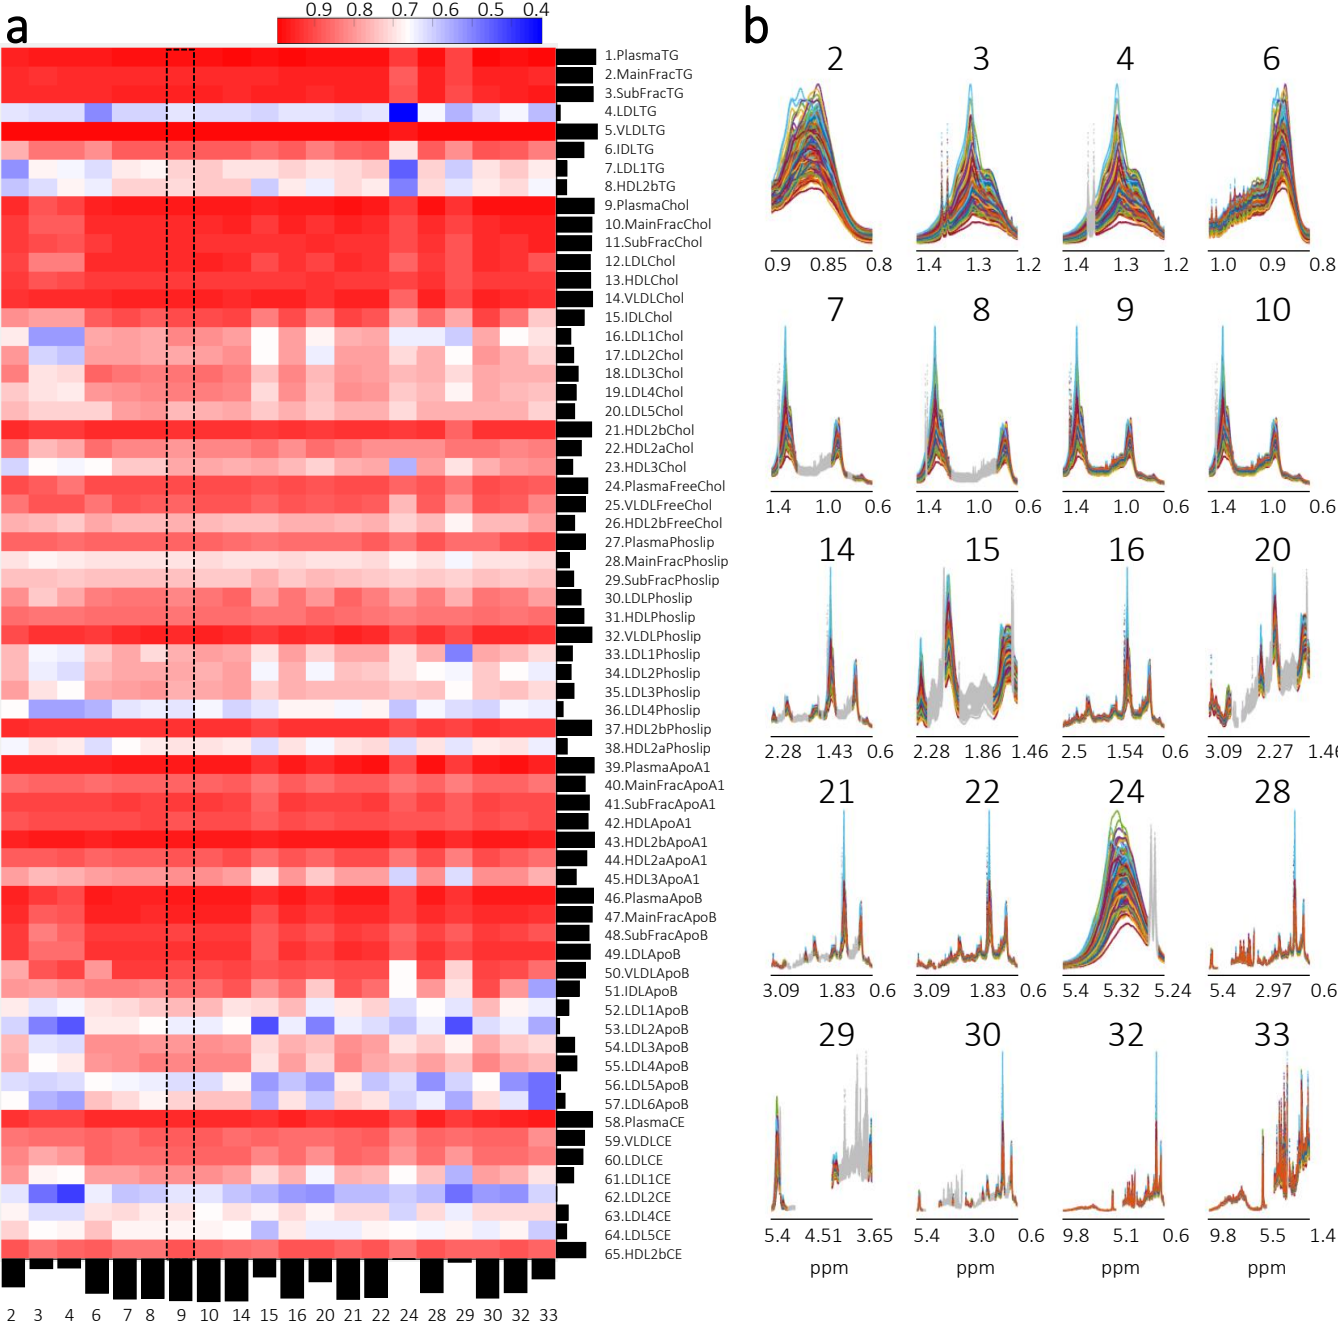 a
0.9 0.8 0.7 0.6 0.5 0.4
1.PlasmaTG
2.MainFracTG
3.SubFracTG
4.LDLTG
5.VLDLTG
6.IDLTG
7.LDL1TG
8.HDL2bTG
9.PlasmaChol
10.MainFracChol
11.SubFracChol
12.LDLChol
13.HDLChol
14.VLDLChol
15.IDLChol
16.LDL1Chol
17.LDL2Chol
18.LDL3Chol
19.LDL4Chol
20.LDL5Chol
21.HDL2bChol
22.HDL2aChol
23.HDL3Chol
24.PlasmaFreeChol
25.VLDLFreeChol
26.HDL2bFreeChol
27.PlasmaPhoslip
28.MainFracPhoslip
29.SubFracPhoslip
30.LDLPhoslip
31.HDLPhoslip
32.VLDLPhoslip
33.LDL1Phoslip
34.LDL2Phoslip
35.LDL3Phoslip
36.LDL4Phoslip
37.HDL2bPhoslip
38.HDL2aPhoslip
39.PlasmaApoA1
40.MainFracApoA1
41.SubFracApoA1
42.HDLApoA1
43.HDL2bApoA1
44.HDL2aApoA1
45.HDL3ApoA1
46.PlasmaApoB
47.MainFracApoB
48.SubFracApoB
49.LDLApoB
50.VLDLApoB
51.IDLApoB
52.LDL1ApoB
53.LDL2ApoB
54.LDL3ApoB
55.LDL4ApoB
56.LDL5ApoB
57.LDL6ApoB
58.PlasmaCE
59.VLDLCE
60.LDLCE
61.LDL1CE
62.LDL2CE
63.LDL4CE
64.LDL5CE
65.HDL2bCE
2 3 4 6 7 8 9 10 14 15 16 20 21 22 24 28 29 30 32 33
b
2 3 4 6
0.9 0.85 0.8 1.4 1.3 1.2 1.4 1.3 1.2 1.0 0.9 0.8
7 8 9 10
1.4 1.0 0.6 1.4 1.0 0.6 1.4 1.0 0.6 1.4 1.0 0.6
14 15 16 20
2.28 1.43 0.6 2.28 1.86 1.46 2.5 1.54 0.6 3.09 2.27 1.46
21 22 24 28
3.09 1.83 0.6 3.09 1.83 0.6 5.4 5.32 5.24 5.4 2.97 0.6
29 30 32 33
5.4 4.51 3.65 5.4 3.0 0.6 9.8 5.1 0.6 9.8 5.5 1.4
ppm ppm ppm ppm